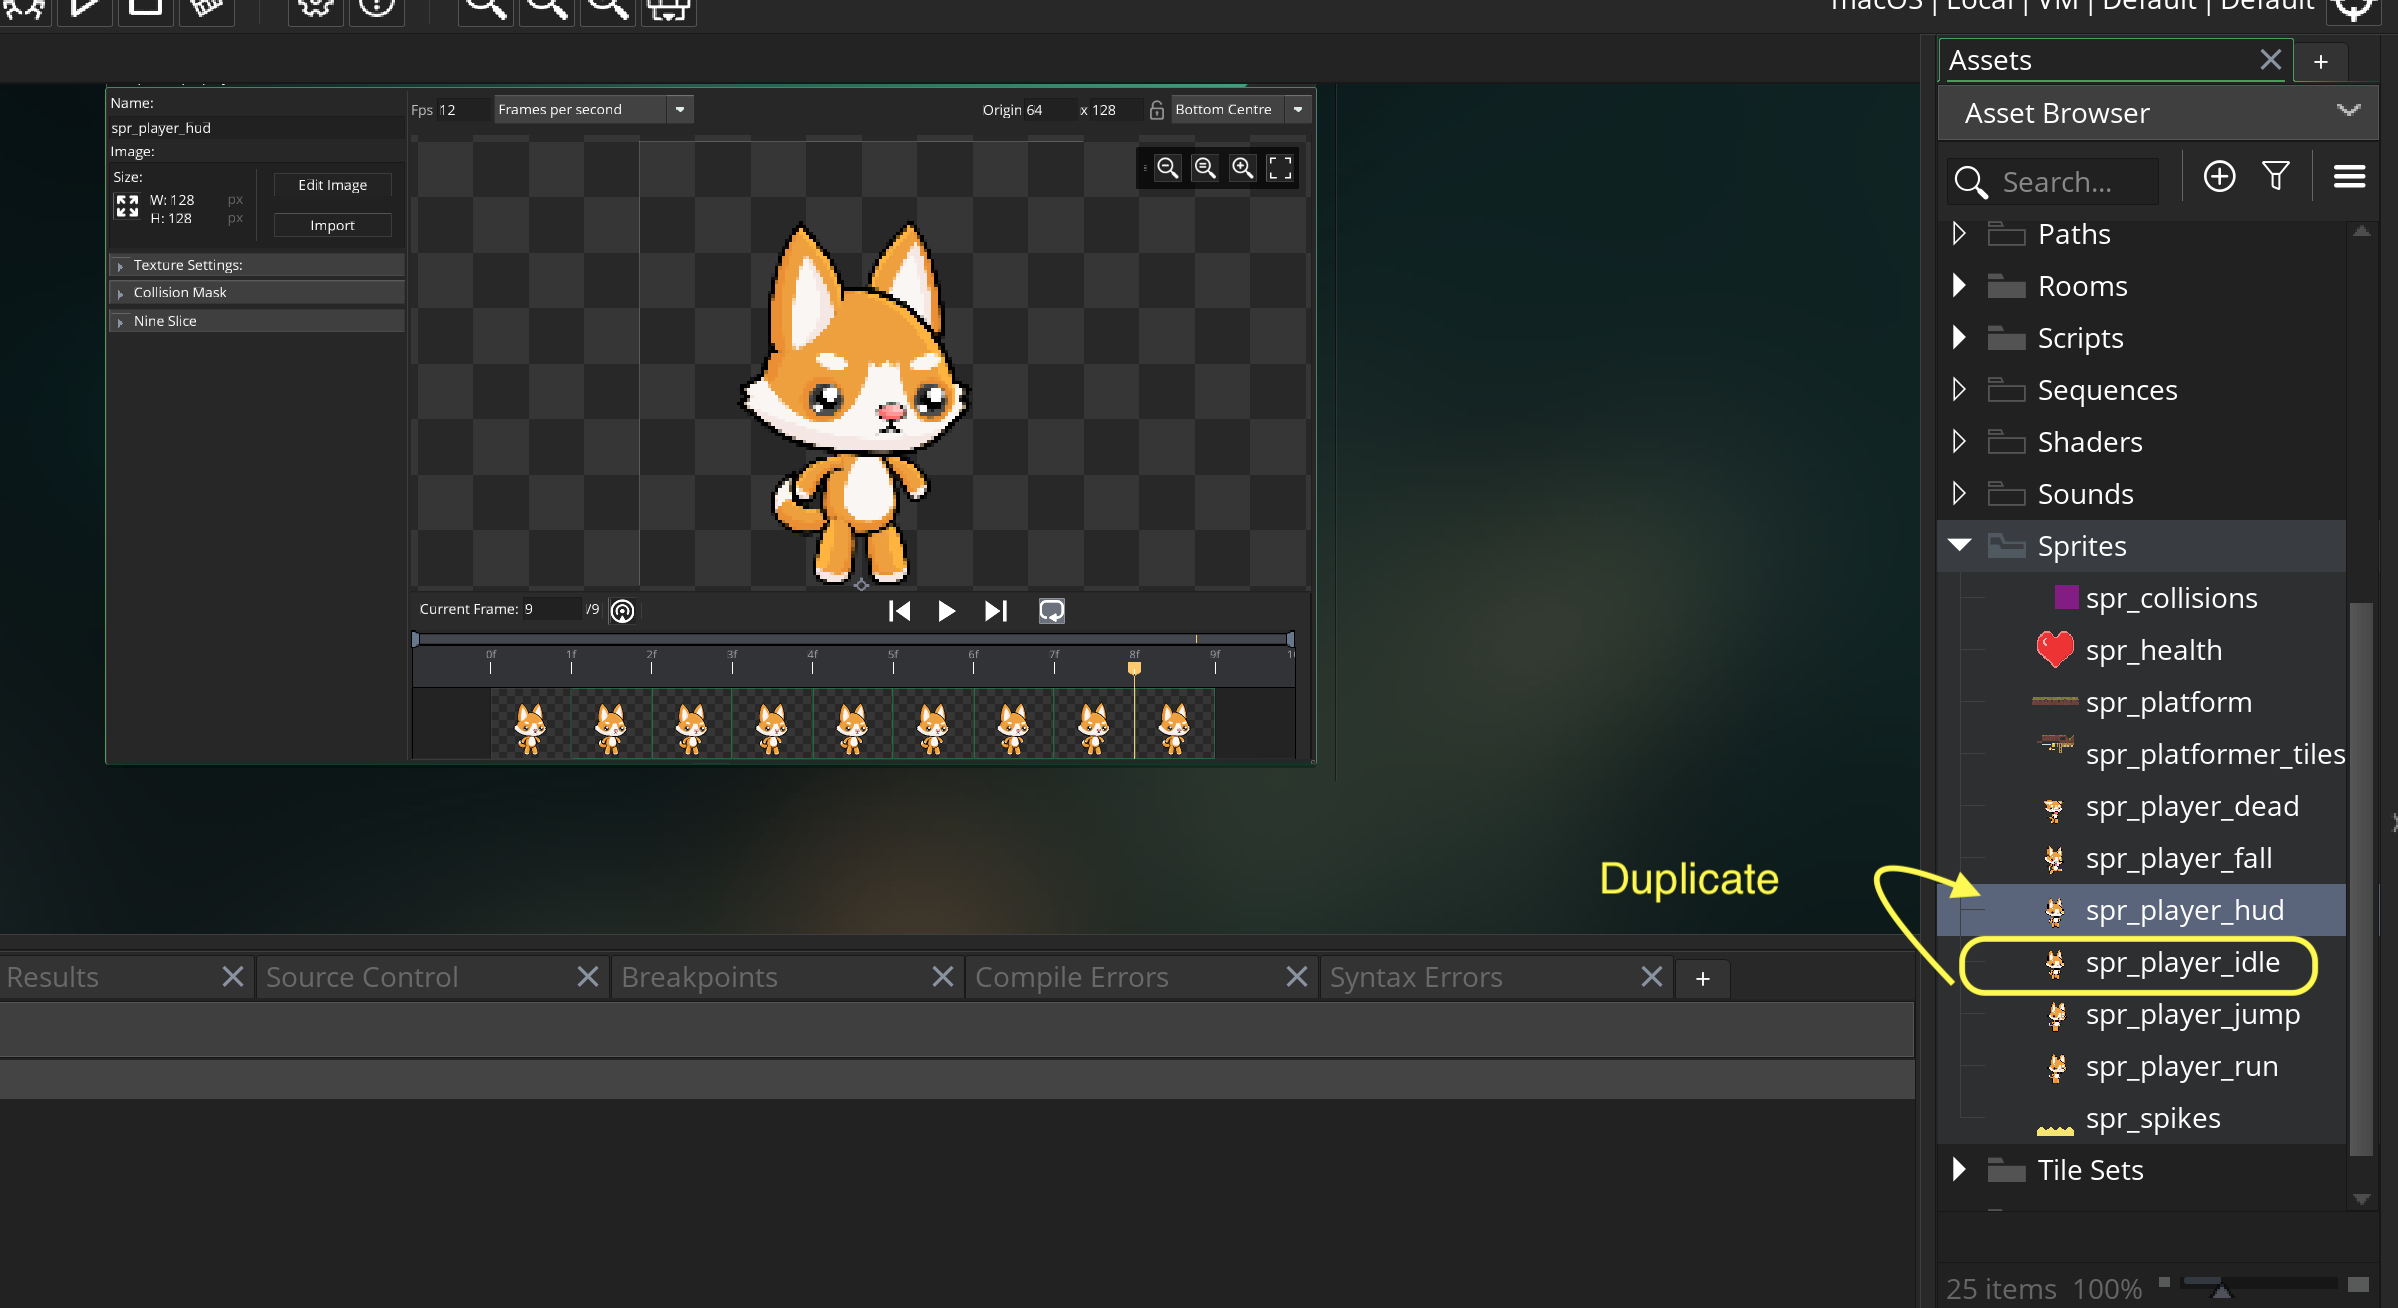 macOS | Local | VM | Default | Default
Assets
+
Asset Browser
Search...
Name:
spr_player_hud
Image:
Size:
W: 128 px
H: 128 px
Edit Image
Import
Texture Settings:
Collision Mask
Nine Slice
Fps 12 Frames per second
Origin 64 x 128 Bottom Centre
Current Frame: 9 /9
0f 1f 2f 3f 4f 5f 6f 7f 8f 9f
Paths
Rooms
Scripts
Sequences
Shaders
Sounds
Sprites
spr_collisions
spr_health
spr_platform
spr_platformer_tiles
spr_player_dead
spr_player_fall
Duplicate
spr_player_hud
spr_player_idle
spr_player_jump
spr_player_run
spr_spikes
Tile Sets
Results
Source Control
Breakpoints
Compile Errors
Syntax Errors
+
25 items 100%